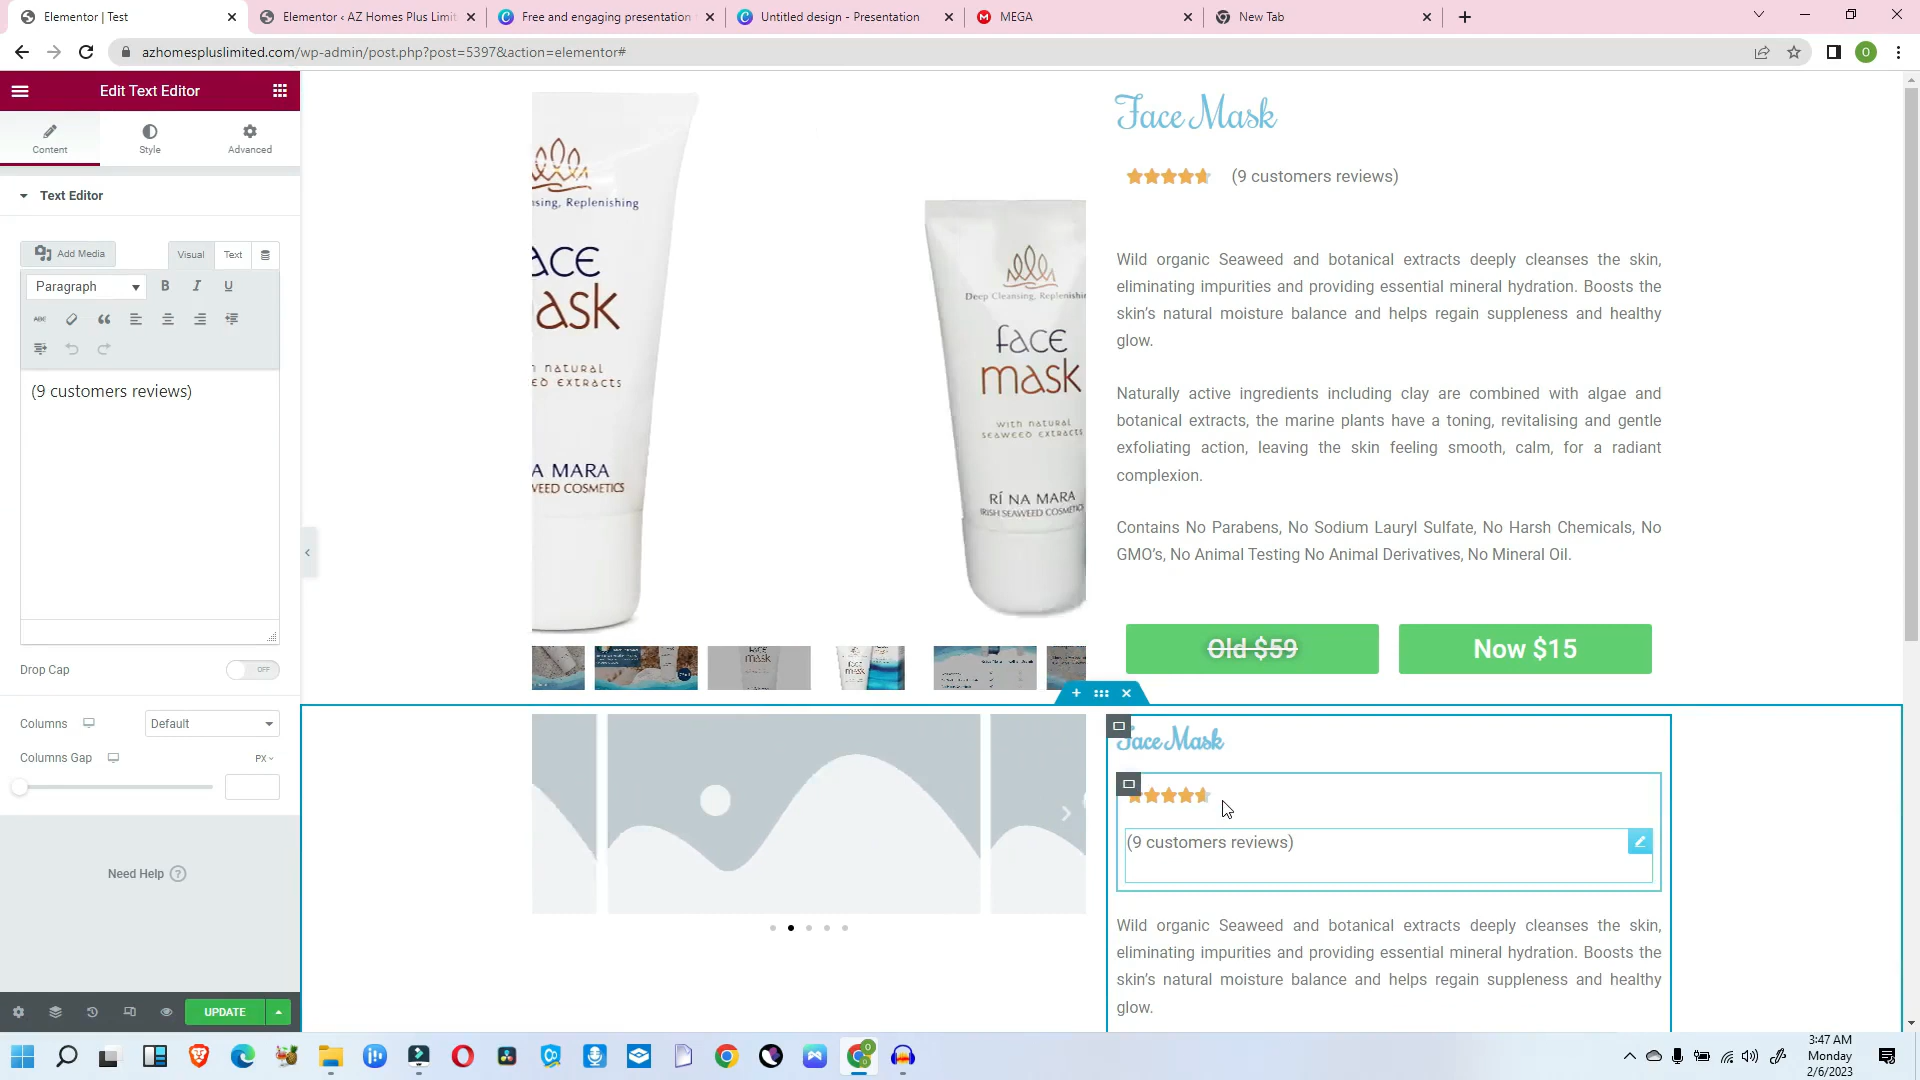 Elementor | Test
Elementor ‹ AZ Homes Plus Limit
Free and engaging presentation
Untitled design - Presentation
MEGA
New Tab
azhomespluslimited.com/wp-admin/post.php?post=5397&action=elementor#
O
Edit Text Editor
Content
Style
Advanced
Text Editor
Add Media
Visual
Text
Paragraph
B I U
ABC
(9 customers reviews)
Drop Cap
OFF
Columns
Default
Columns Gap
PX
Need Help ?
UPDATE
nsing, Replenishing
ACE
ask
h natural
ED EXTRACTS
A MARA
WEED COSMETICS
Deep Cleansing, Replenishin
face
mask
with natural
seaweed extracts
RÍ NA MARA
IRISH SEAWEED COSMETIC
Face Mask
(9 customers reviews)
Wild organic Seaweed and botanical extracts deeply cleanses the skin,
eliminating impurities and providing essential mineral hydration. Boosts the
skin's natural moisture balance and helps regain suppleness and healthy
glow.
Naturally active ingredients including clay are combined with algae and
botanical extracts, the marine plants have a toning, revitalising and gentle
exfoliating action, leaving the skin feeling smooth, calm, for a radiant
complexion.
Contains No Parabens, No Sodium Lauryl Sulfate, No Harsh Chemicals, No
GMO's, No Animal Testing No Animal Derivatives, No Mineral Oil.
Old $59
Now $15
Face Mask
(9 customers reviews)
Wild organic Seaweed and botanical extracts deeply cleanses the skin,
eliminating impurities and providing essential mineral hydration. Boosts the
skin's natural moisture balance and helps regain suppleness and healthy
glow.
3:47 AM
Monday
2/6/2023